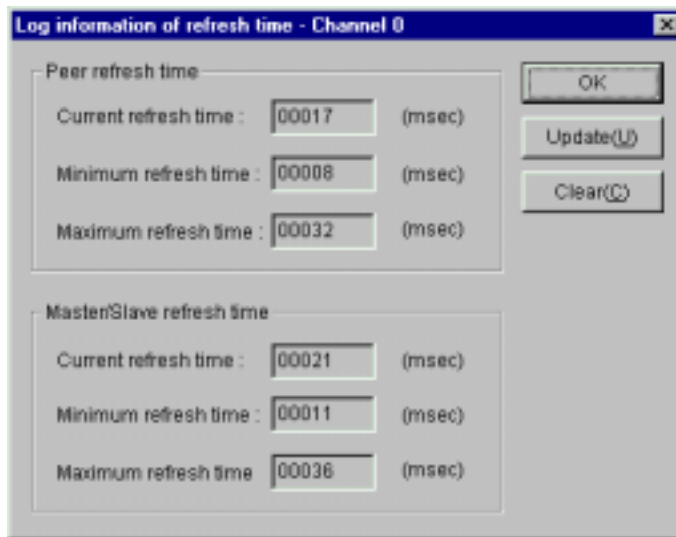 Log information of refresh time - Channel 0
Peer refresh time
Current refresh time : 00017 (msec)
Minimum refresh time : 00008 (msec)
Maximum refresh time : 00032 (msec)
OK
Update(U)
Clear(C)
Master/Slave refresh time
Current refresh time : 00021 (msec)
Minimum refresh time : 00011 (msec)
Maximum refresh time 00036 (msec)